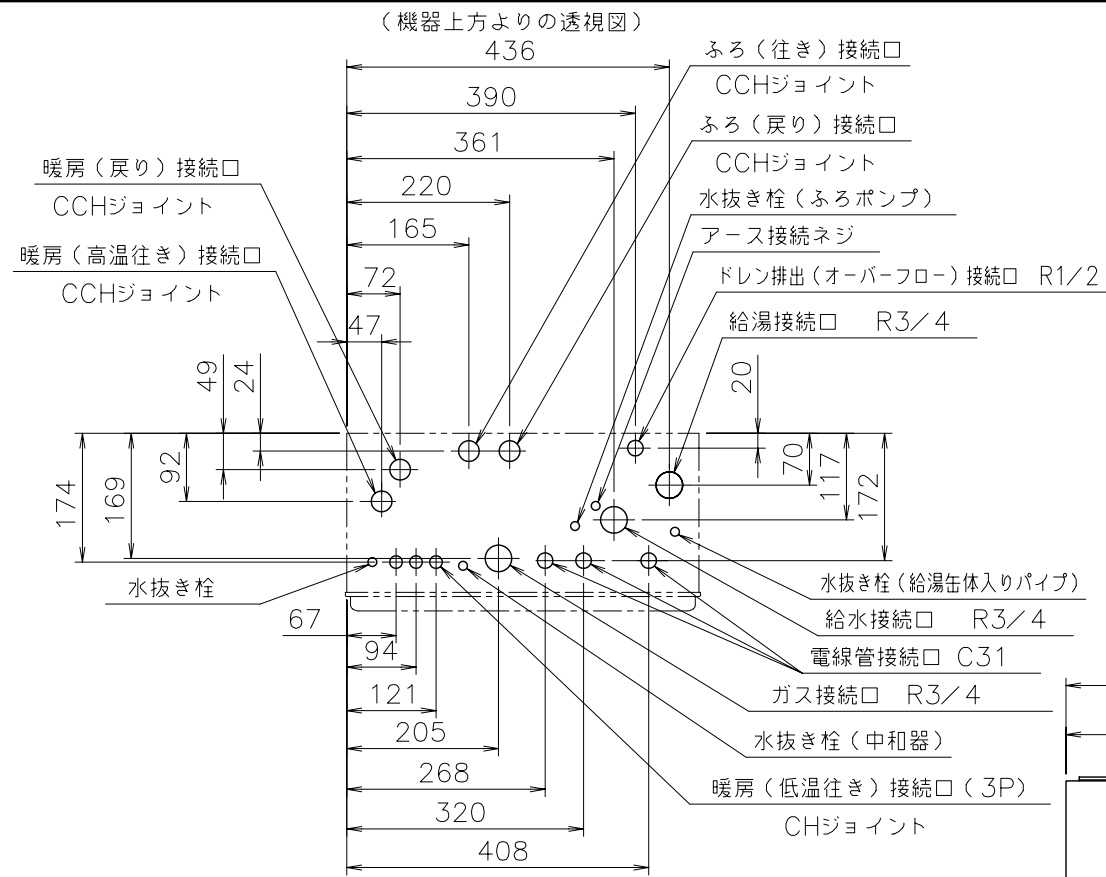 （機器上方よりの透視図）
436
ふろ（往き）接続口
CCHジョイント
390
ふろ（戻り）接続口
CCHジョイント
361
暖房（戻り）接続口
CCHジョイント
220
水抜き栓（ふろポンプ）
165
アース接続ネジ
暖房（高温往き）接続口
CCHジョイント
72
ドレン排出（オーバーフロー）接続口 R1/2
47
給湯接続口 R3/4
49
24
20
92
174
169
70
117
172
水抜き栓
水抜き栓（給湯缶体入りパイプ）
67
給水接続口 R3/4
94
電線管接続口 C31
121
ガス接続口 R3/4
205
水抜き栓（中和器）
268
暖房（低温往き）接続口（3P）
CHジョイント
320
408